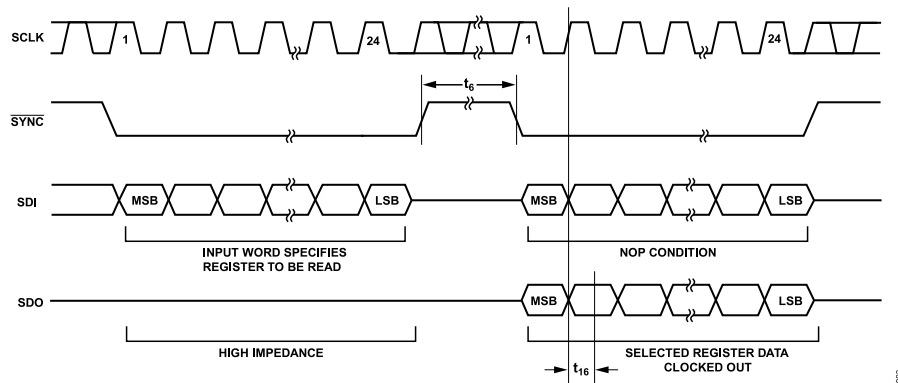 SCLK
1
24
1
24
t6
SYNC
SDI
MSB
LSB
MSB
LSB
INPUT WORD SPECIFIES
REGISTER TO BE READ
NOP CONDITION
SDO
MSB
LSB
HIGH IMPEDANCE
SELECTED REGISTER DATA
CLOCKED OUT
t16